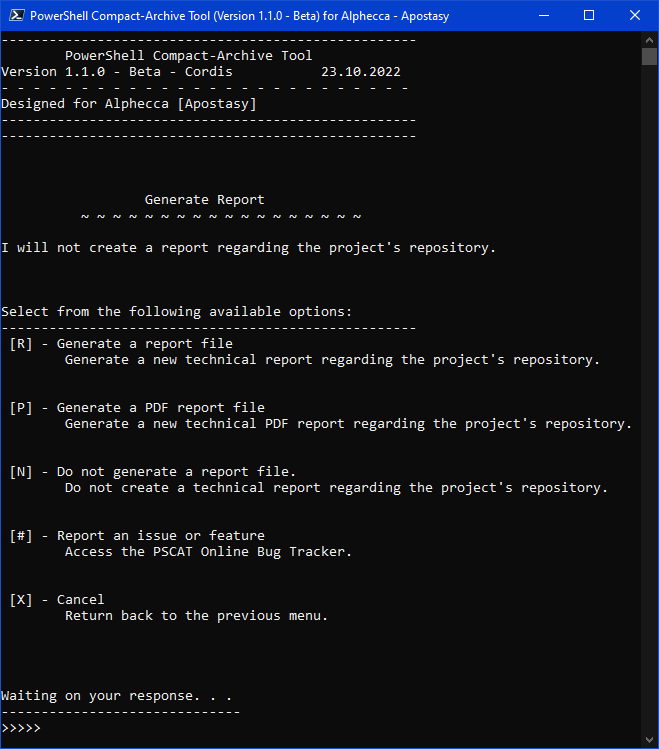 PowerShell Compact-Archive Tool (Version 1.1.0 - Beta) for Alphecca - Apostasy
-----------------------------------------------------
PowerShell Compact-Archive Tool
Version 1.1.0 - Beta - Cordis 23.10.2022
- - - - - - - - - - - - - - - - - - - - - - - - - -
Designed for Alphecca [Apostasy]
----------------------------------------------------
----------------------------------------------------
Generate Report
~ ~ ~ ~ ~ ~ ~ ~ ~ ~ ~ ~ ~ ~ ~ ~ ~ ~
I will not create a report regarding the project's repository.
Select from the following available options:
----------------------------------------------------
[R] - Generate a report file
Generate a new technical report regarding the project's repository.
[P] - Generate a PDF report file
Generate a new technical PDF report regarding the project's repository.
[N] - Do not generate a report file.
Do not create a technical report regarding the project's repository.
[#] - Report an issue or feature
Access the PSCAT Online Bug Tracker.
[X] - Cancel
Return back to the previous menu.
Waiting on your response. . .
------------------------------
>>>>>